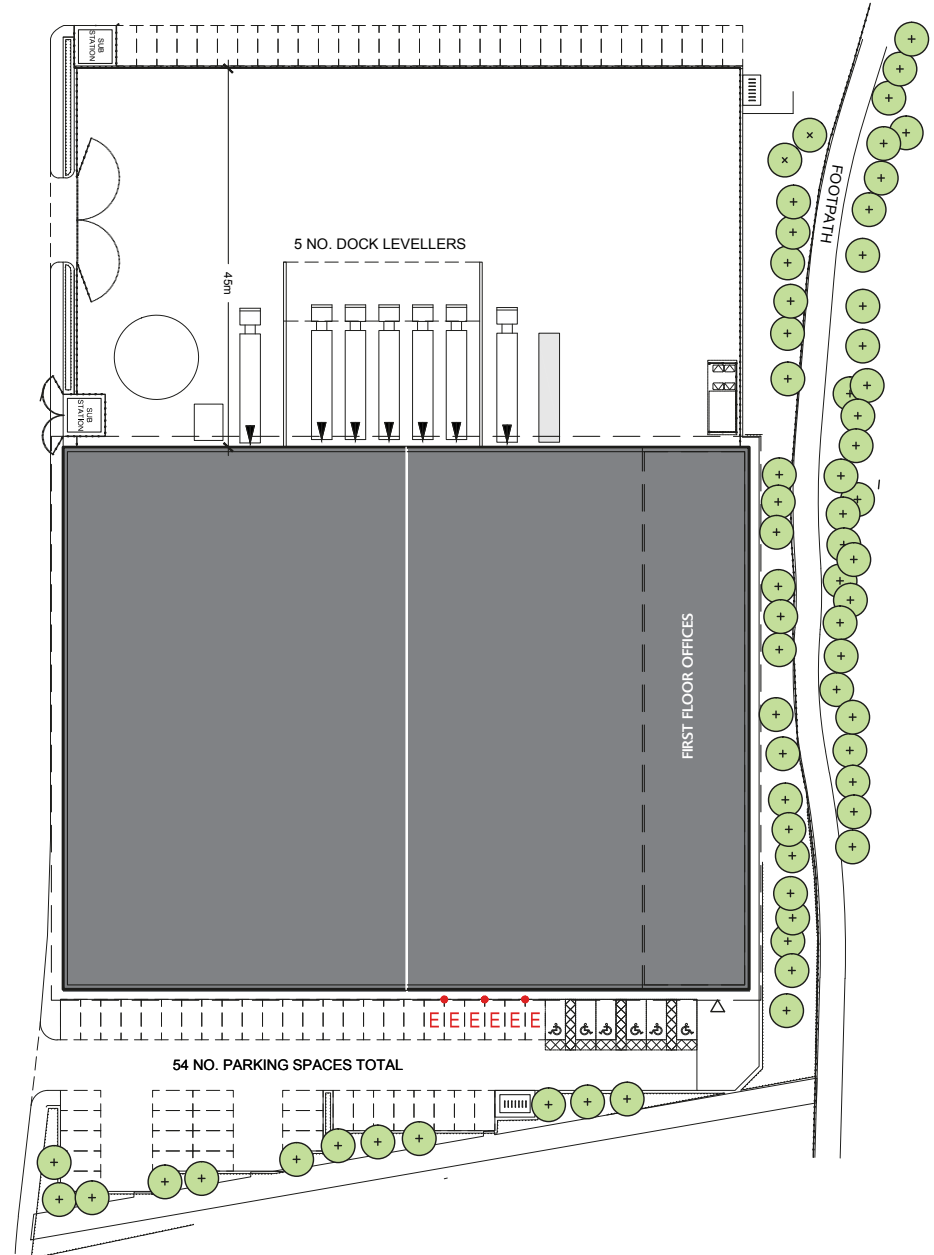 SUB
STATION
FOOTPATH
5 NO. DOCK LEVELLERS
45m
SUB
STATION
FIRST FLOOR OFFICES
E E E E E E
54 NO. PARKING SPACES TOTAL